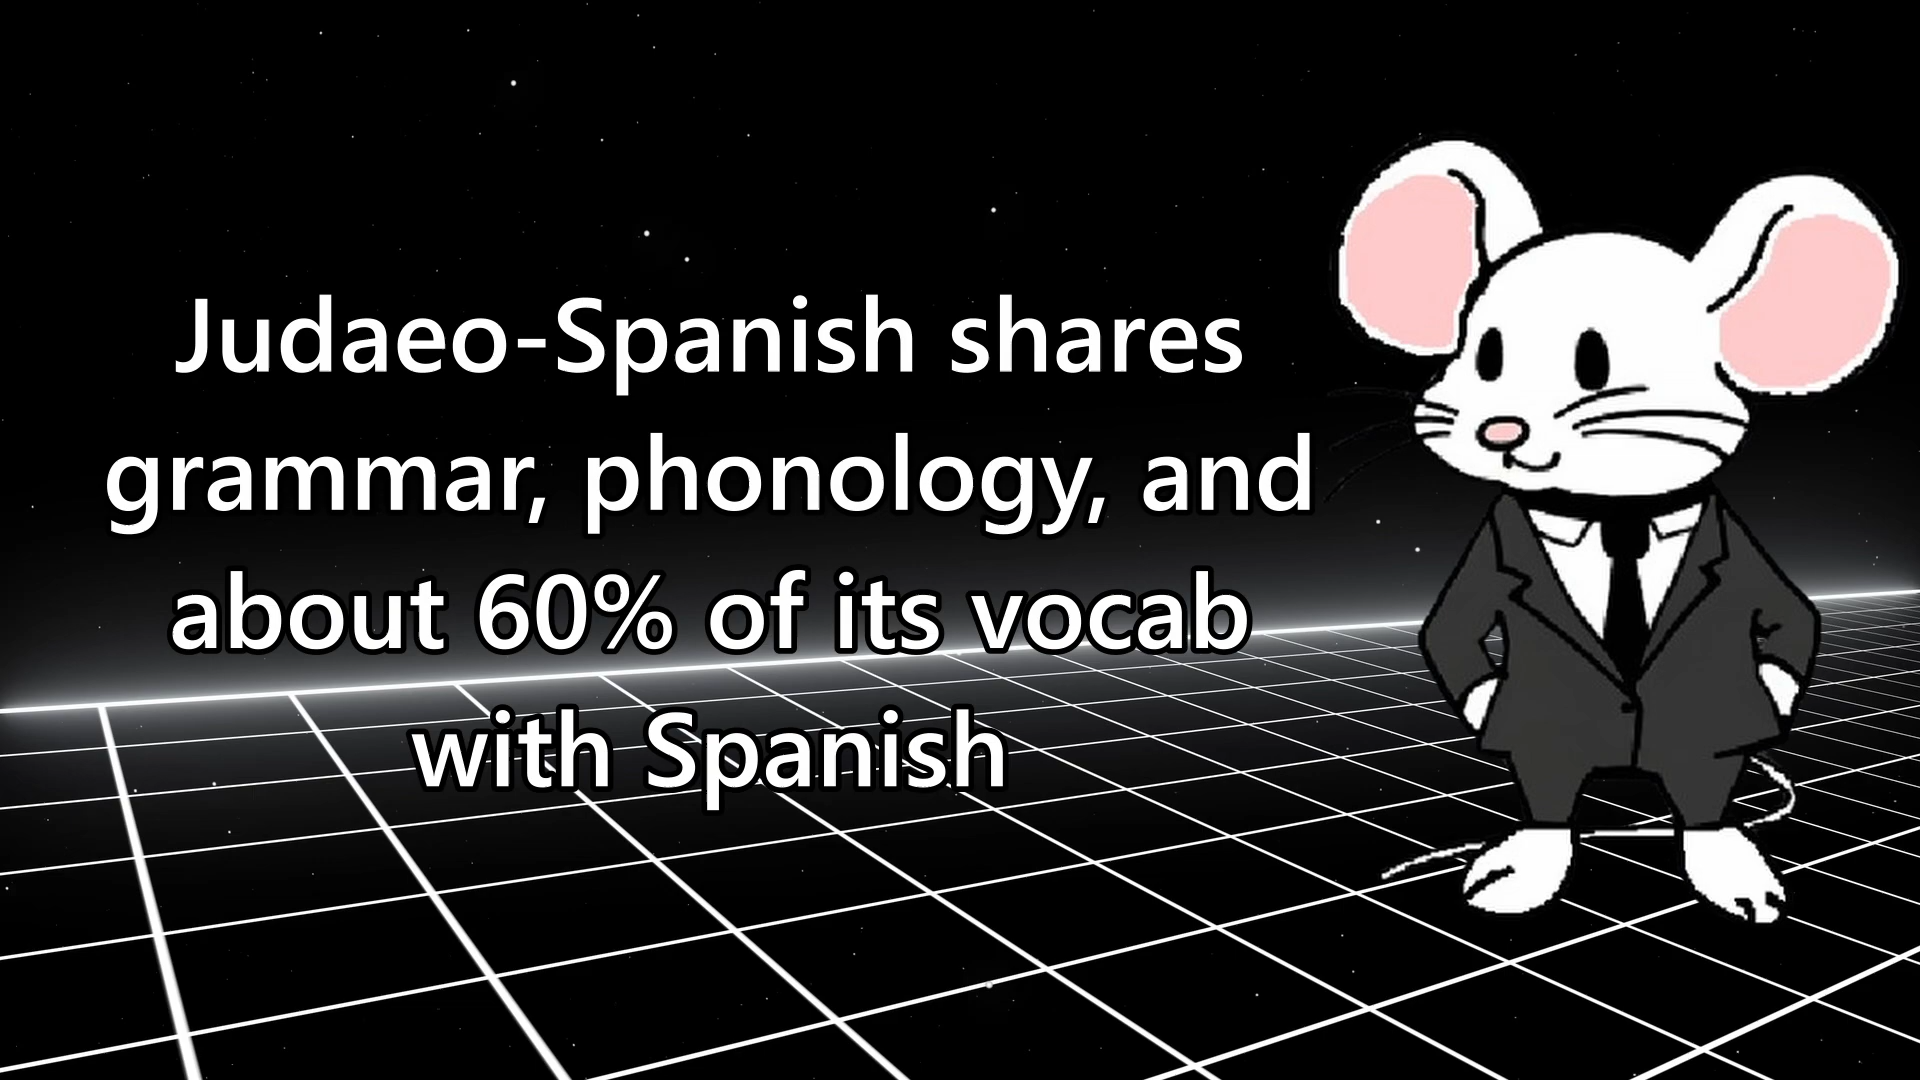 Judaeo-Spanish shares
grammar, phonology, and
about 60% of its vocab
with Spanish